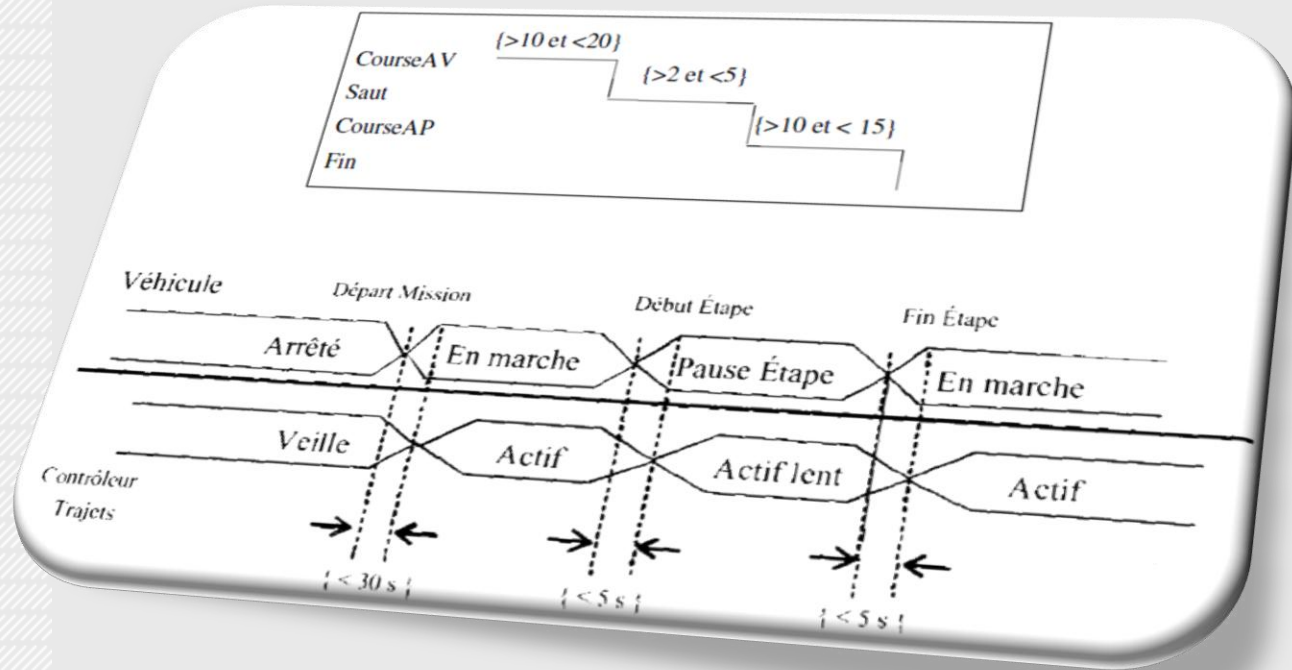 {>10 et <20}
CourseAV
{>2 et <5}
Saut
CourseAP
{>10 et < 15}
Fin
Véhicule
Départ Mission
Début Étape
Fin Étape
Arrêté
En marche
Pause Étape
En marche
Veille
Actif
Actif lent
Actif
Contrôleur
Trajets
{ < 30 s }
{ < 5 s }
{ < 5 s }